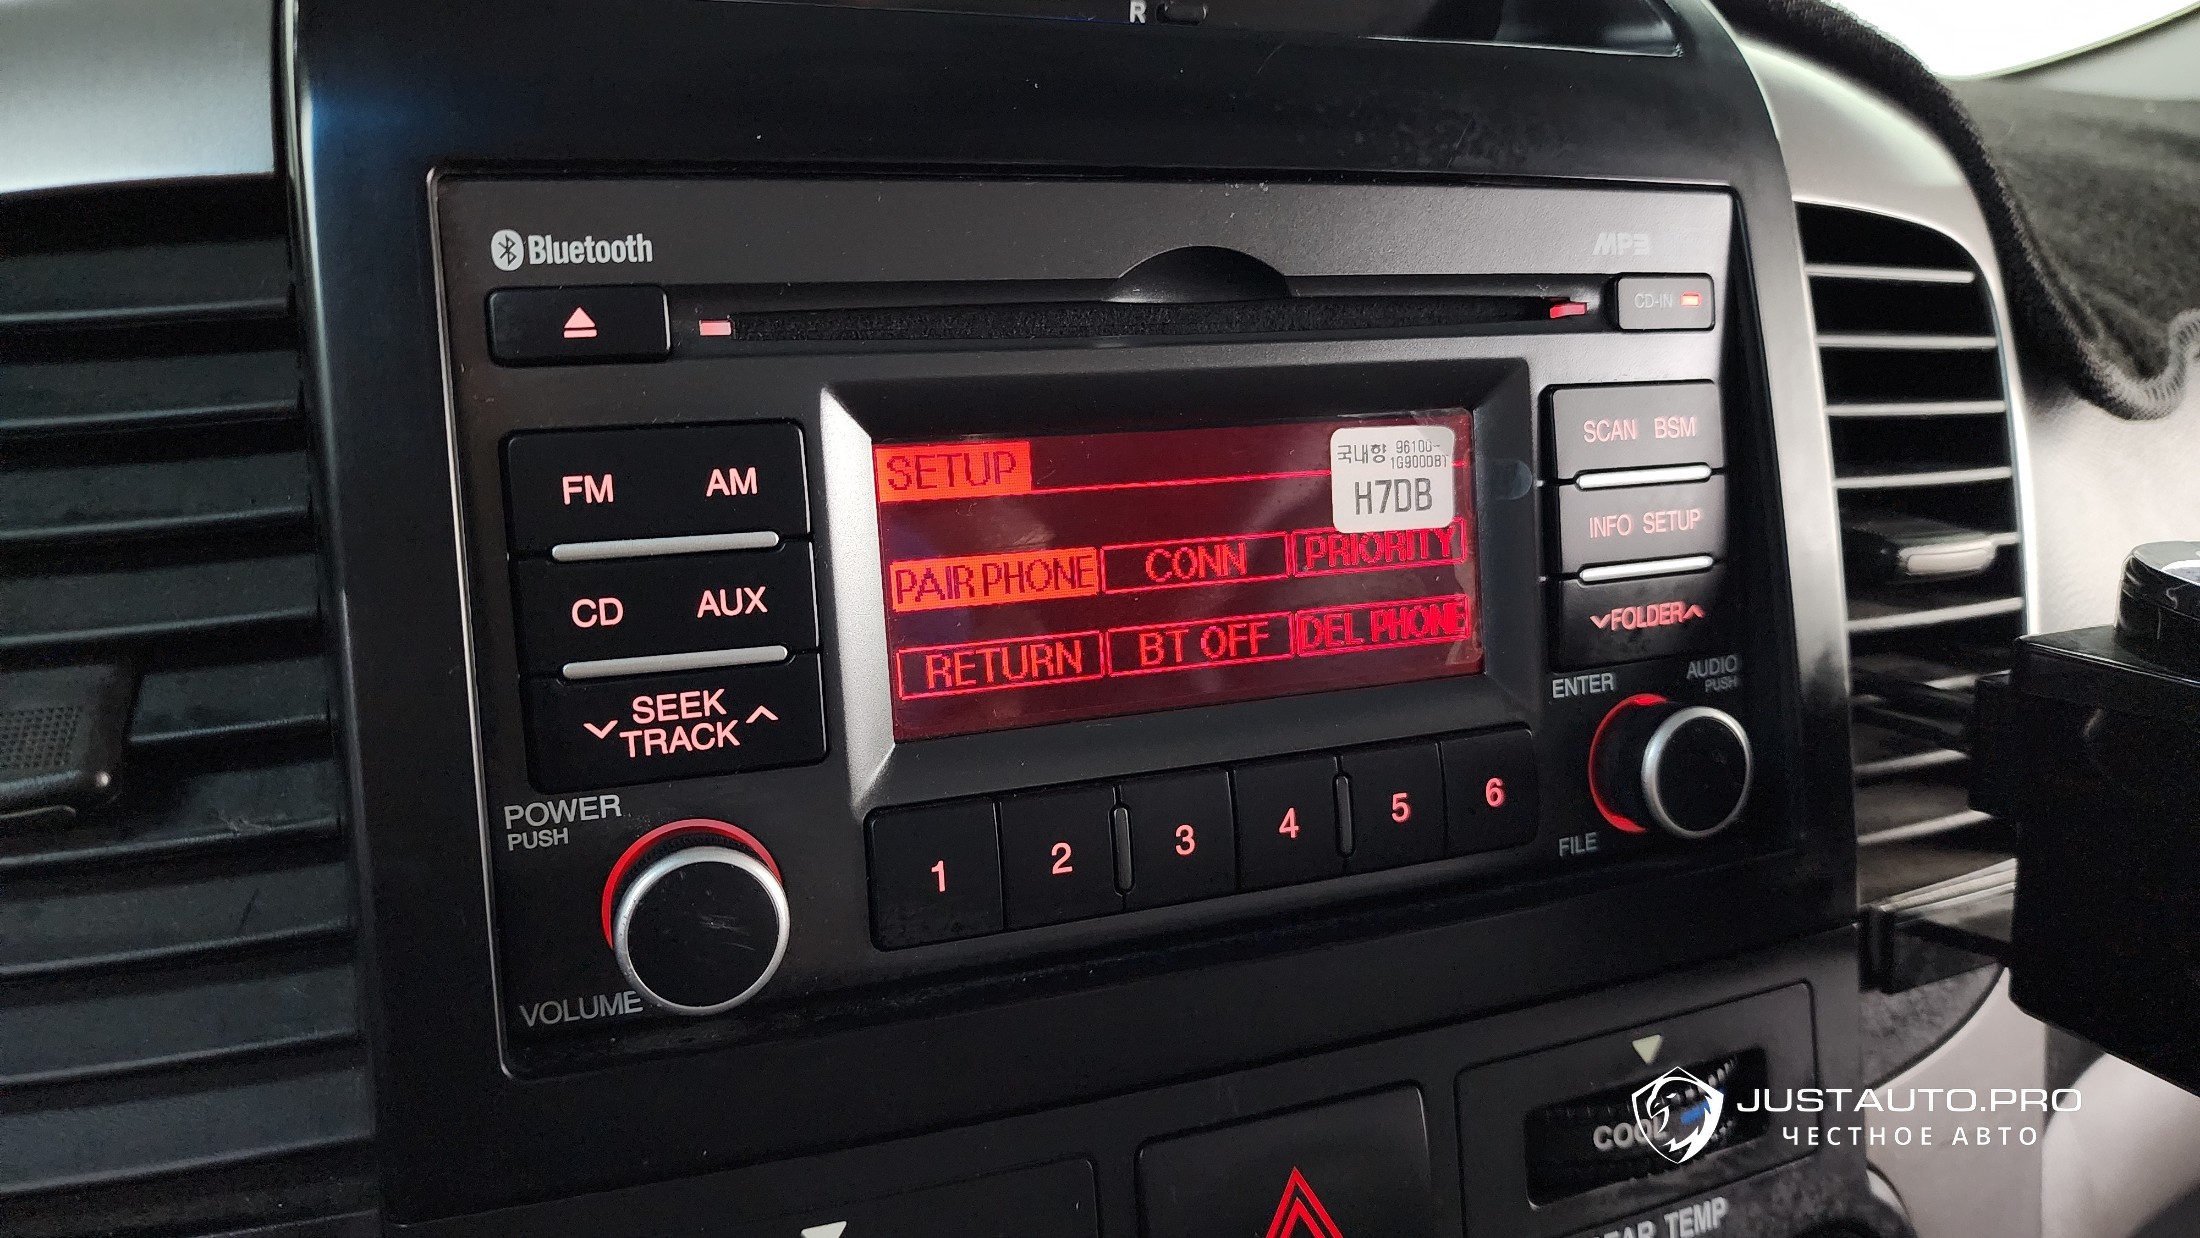 R
Bluetooth
MP3
CD-IN
FM AM
CD AUX
SEEK
TRACK
POWER
PUSH
VOLUME
SETUP
국내향 96100-
1G900DBT
H7DB
PAIR PHONE CONN PRIORITY
RETURN BT OFF DEL PHONE
1 2 3 4 5 6
SCAN BSM
INFO SETUP
FOLDER
ENTER AUDIO
PUSH
FILE
JUSTAUTO.PRO
ЧЕСТНОЕ АВТО
TEMP